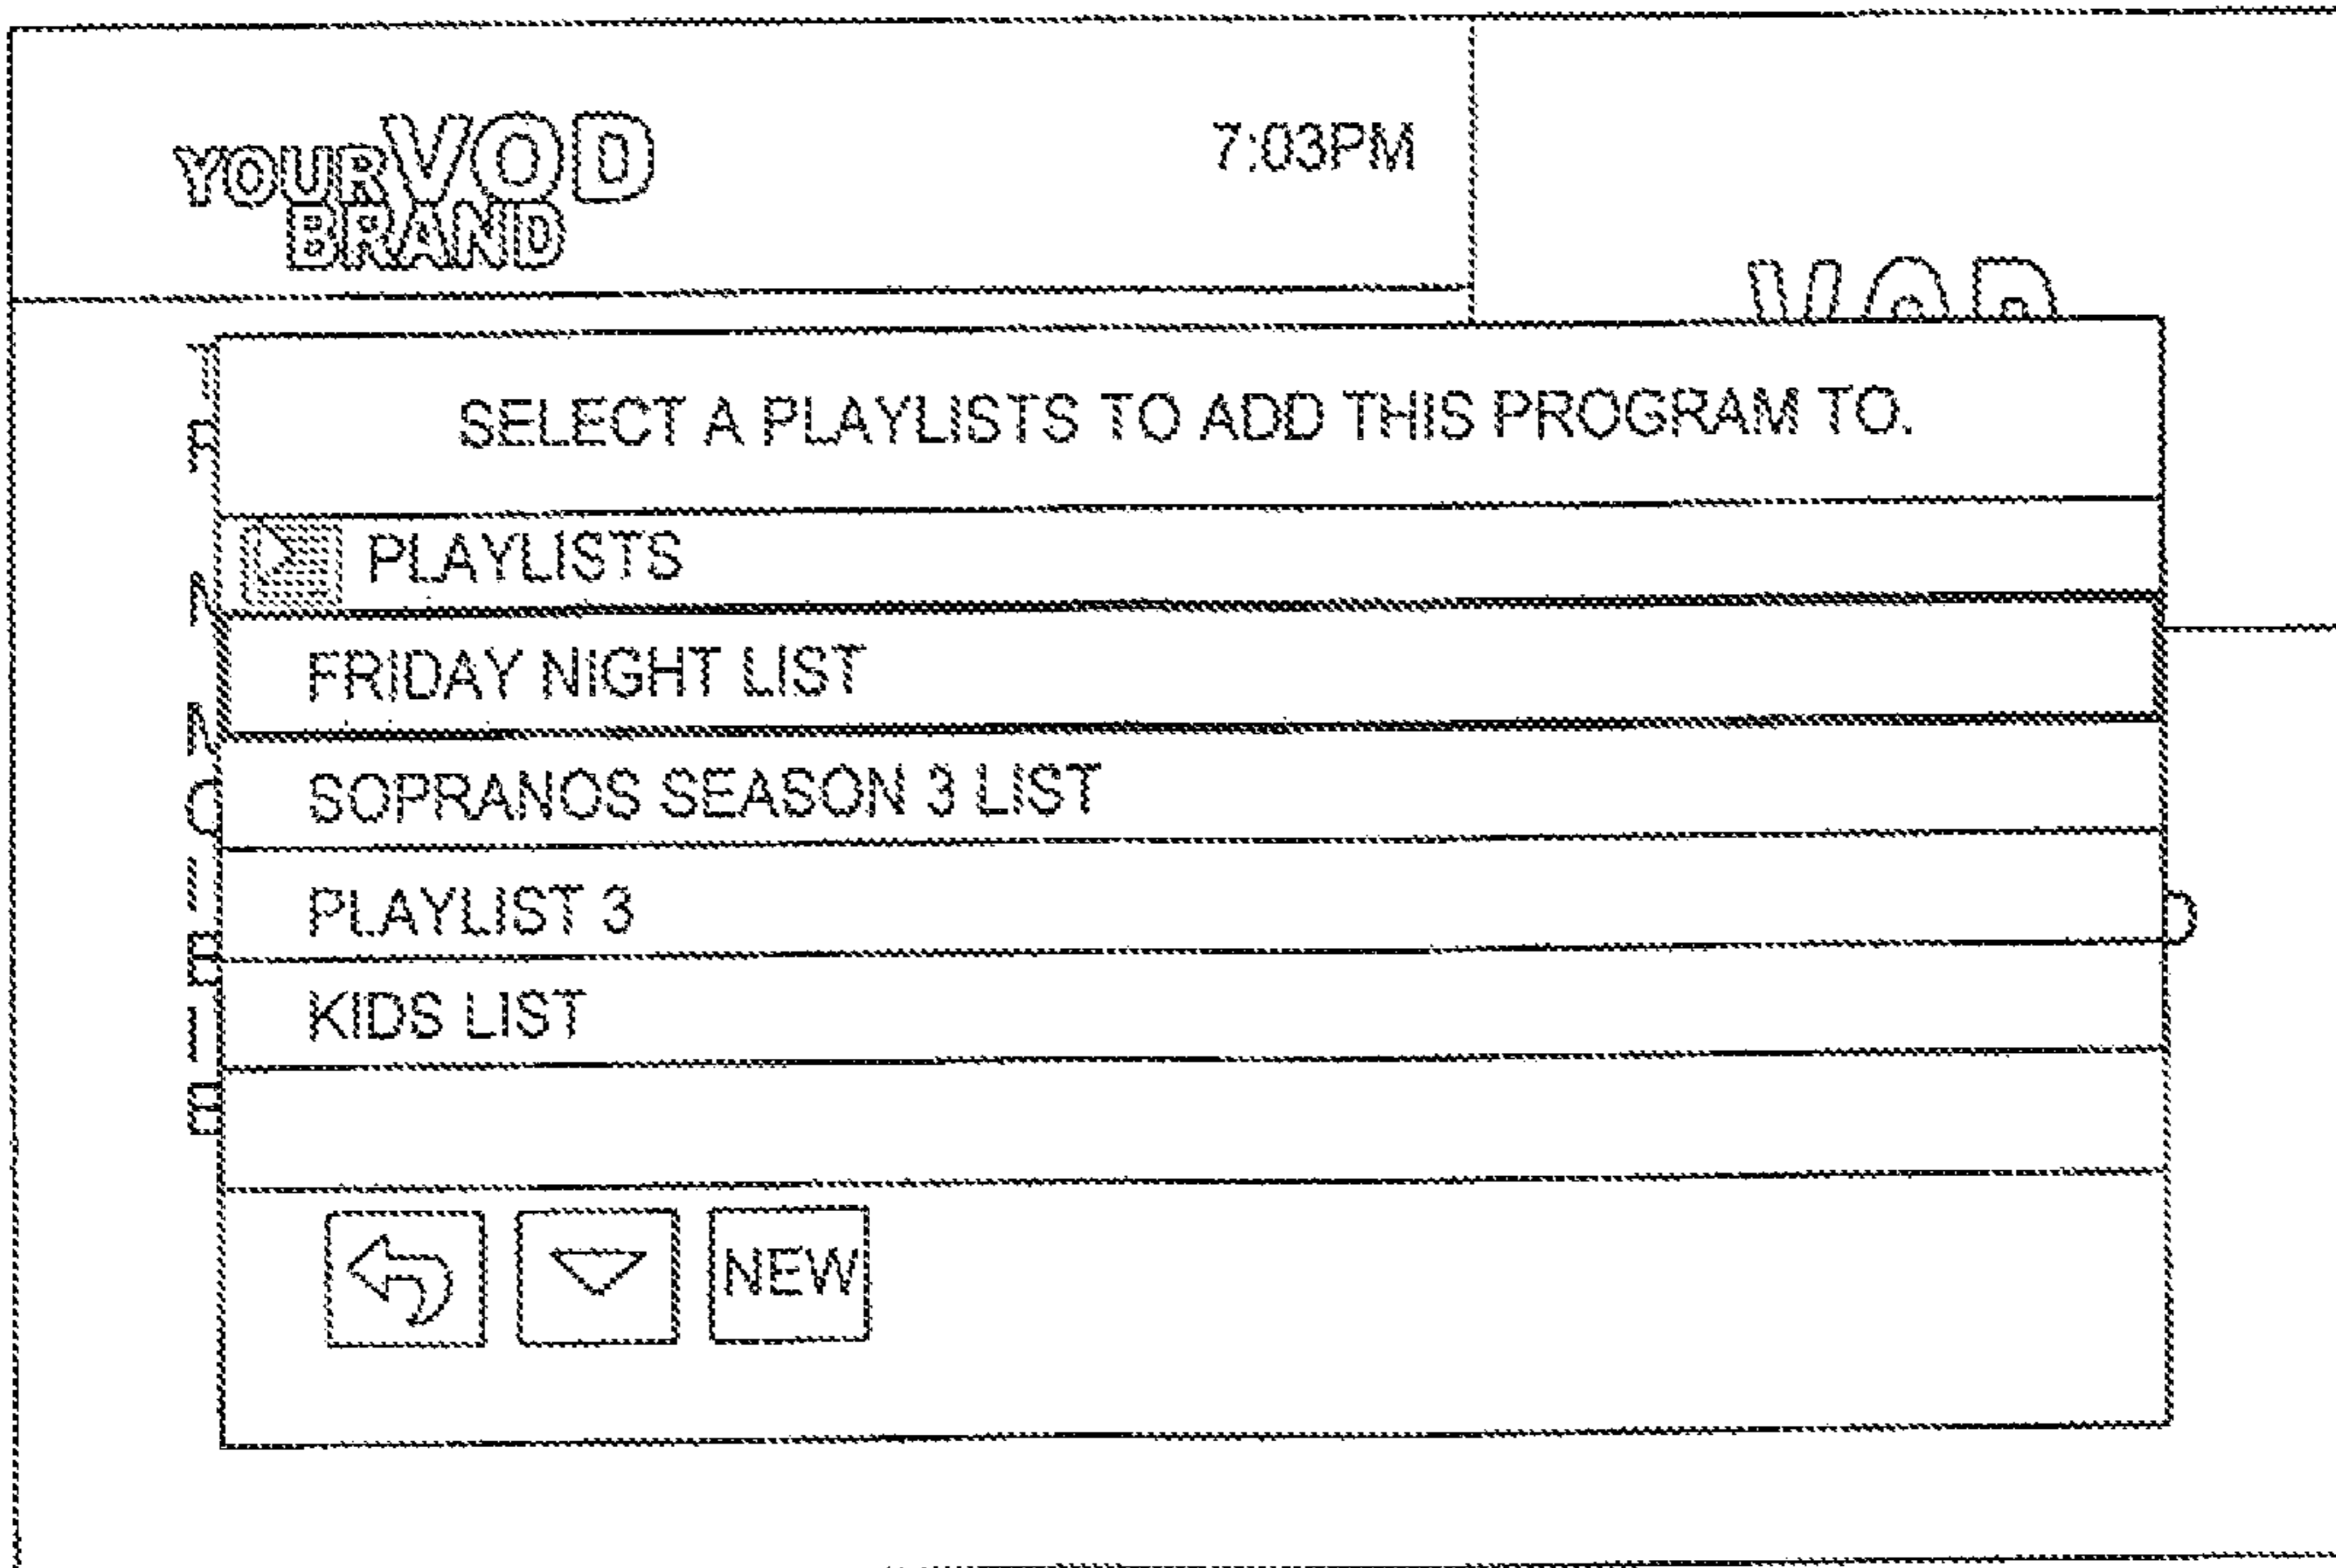 YOUR VOD
BRAND
7:03PM
SELECT A PLAYLISTS TO ADD THIS PROGRAM TO.
PLAYLISTS
FRIDAY NIGHT LIST
SOPRANOS SEASON 3 LIST
PLAYLIST 3
KIDS LIST
NEW